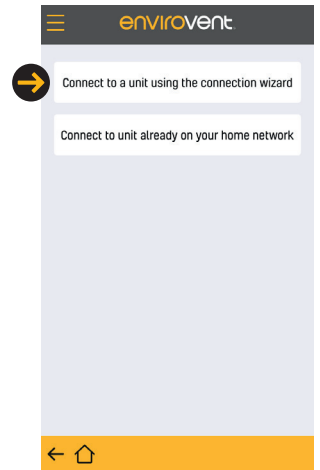 envirovent
Connect to a unit using the connection wizard
Connect to unit already on your home network